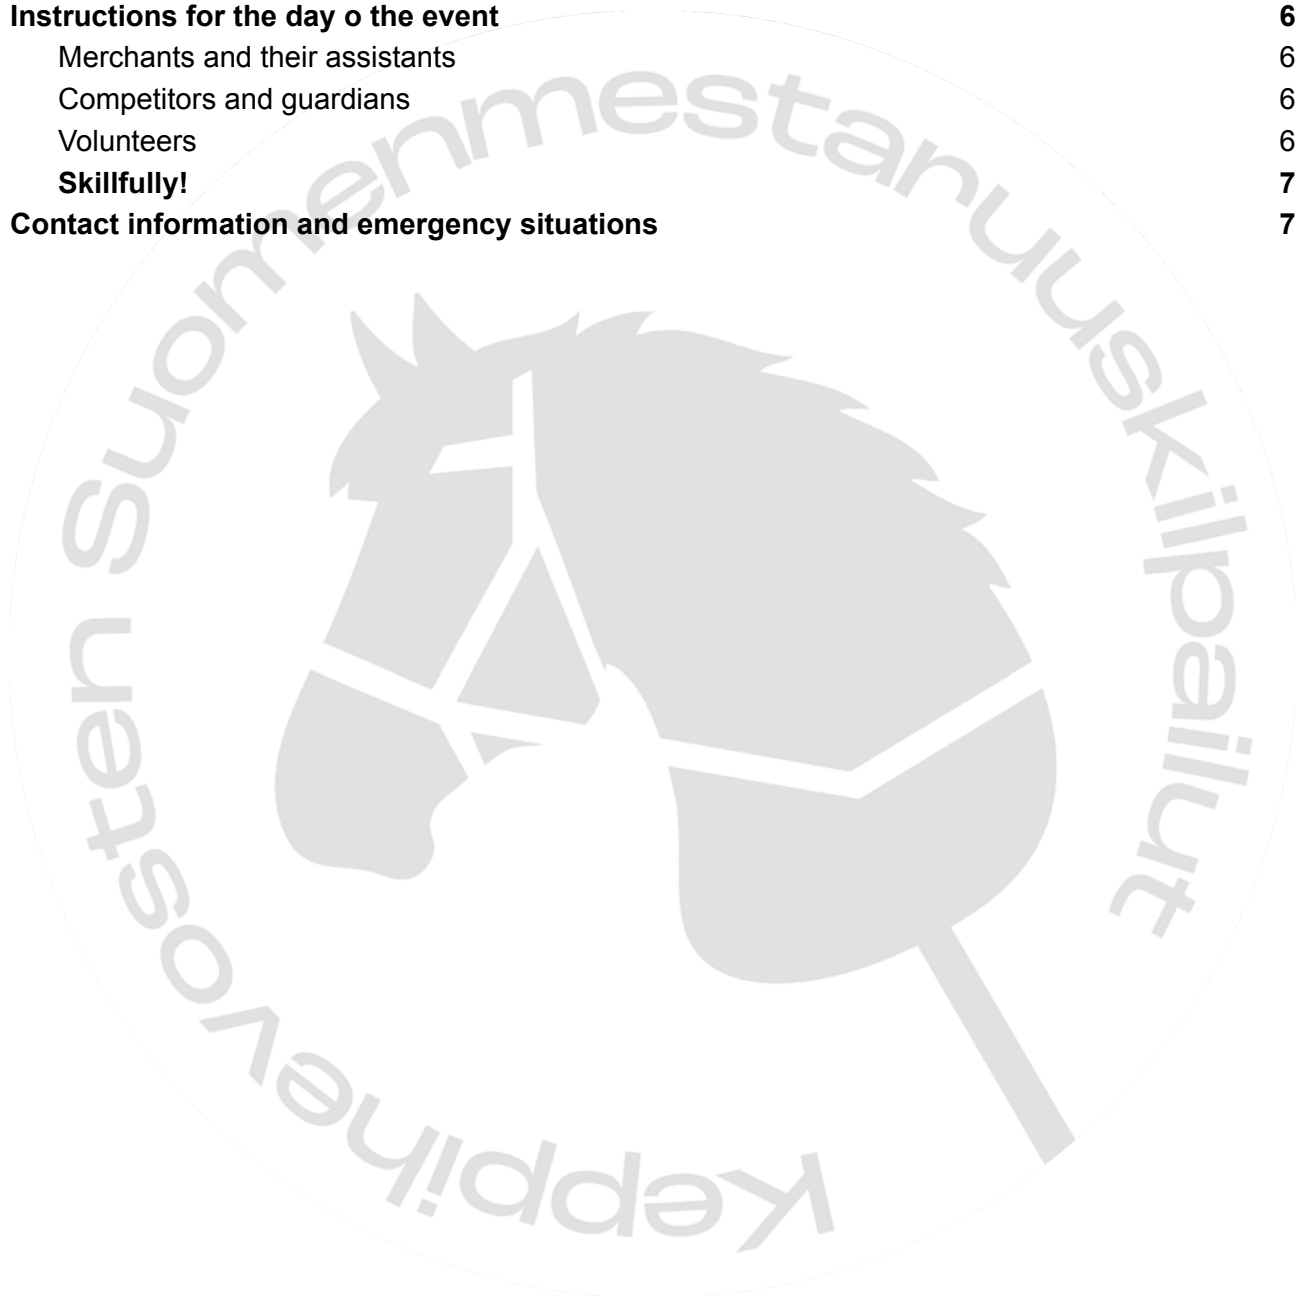 Instructions for the day o the event 6
Merchants and their assistants 6
Competitors and guardians 6
Volunteers 6
Skillfully! 7
Contact information and emergency situations 7
Keppihevosten Suomenmestaruuskilpailut